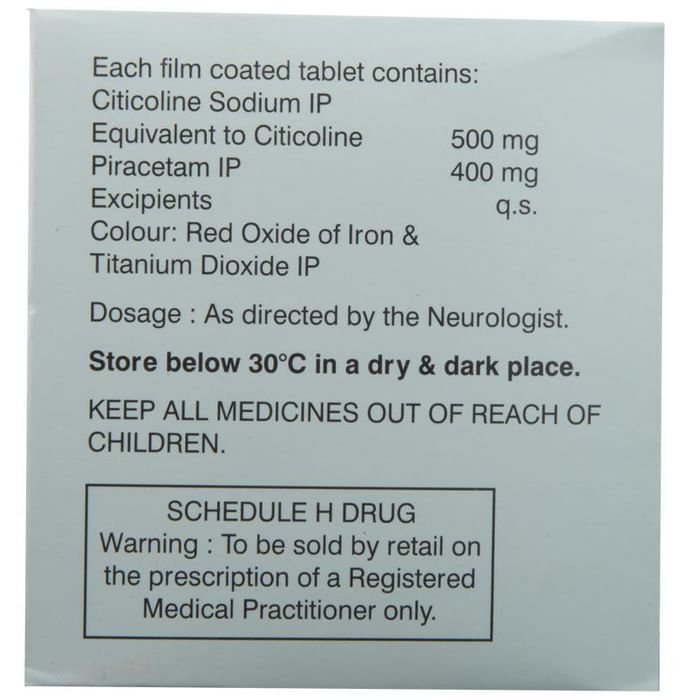 Each film coated tablet contains:
Citicoline Sodium IP
Equivalent to Citicoline 500 mg
Piracetam IP 400 mg
Excipients q.s.
Colour: Red Oxide of Iron &
Titanium Dioxide IP
Dosage : As directed by the Neurologist.
Store below 30°C in a dry & dark place.
KEEP ALL MEDICINES OUT OF REACH OF
CHILDREN.
SCHEDULE H DRUG
Warning : To be sold by retail on
the prescription of a Registered
Medical Practitioner only.